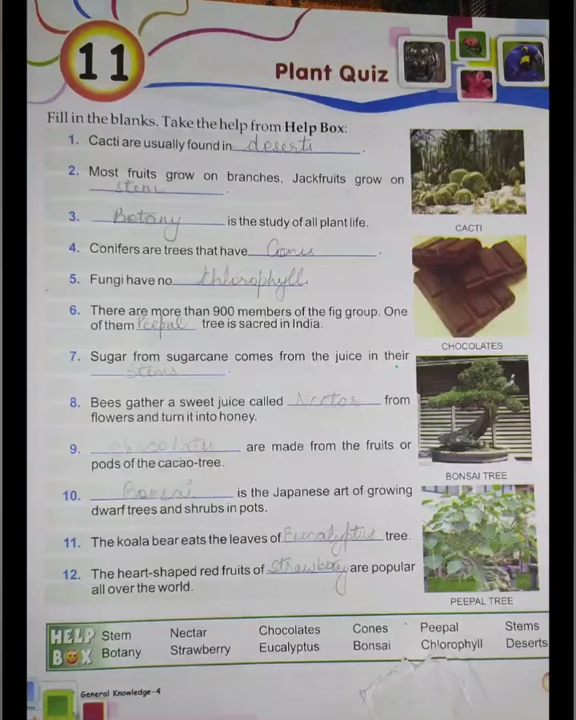 11
Plant Quiz
Fill in the blanks. Take the help from Help Box:
1. Cacti are usually found in deserts.
2. Most fruits grow on branches, Jackfruits grow on
stem.
3. Botany is the study of all plant life.
4. Conifers are trees that have Cones.
5. Fungi have no Chlorophyll.
6. There are more than 900 members of the fig group. One
of them Peepal tree is sacred in India.
7. Sugar from sugarcane comes from the juice in their
stems.
8. Bees gather a sweet juice called Nectar from
flowers and turn it into honey.
9. are made from the fruits or
pods of the cacao-tree.
10. Bonsai is the Japanese art of growing
dwarf trees and shrubs in pots.
11. The koala bear eats the leaves of Eucalyptus tree.
12. The heart-shaped red fruits of Strawberry are popular
all over the world.
CACTI
CHOCOLATES
BONSAI TREE
PEEPAL TREE
HELP BOX
Stem Nectar Chocolates Cones Peepal Stems
Botany Strawberry Eucalyptus Bonsai Chlorophyll Deserts
General Knowledge-4